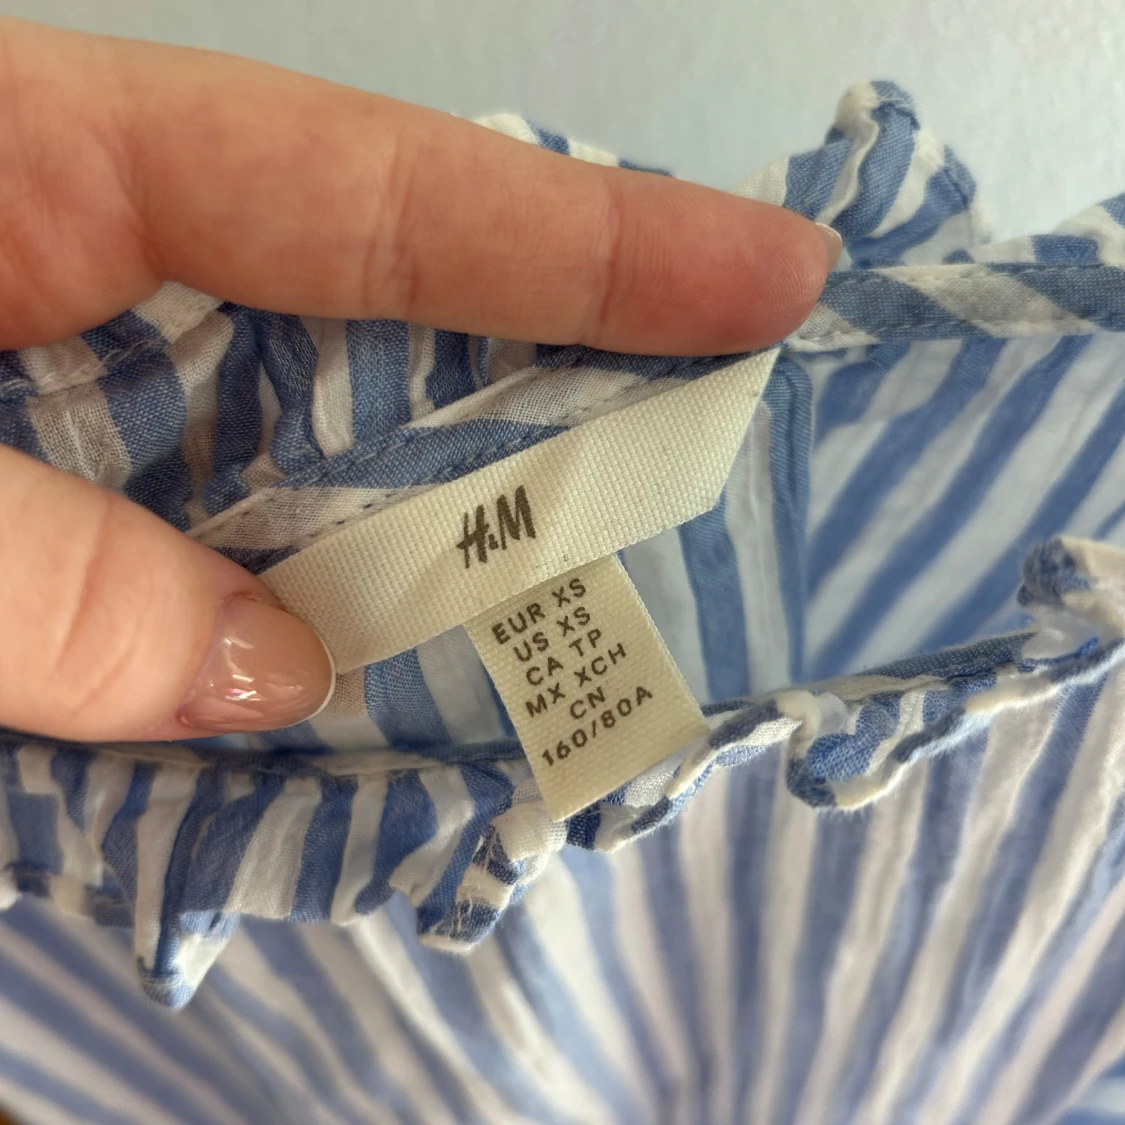 H&M
EUR XS
US XS
CA TP
MX XCH
CN
160/80A